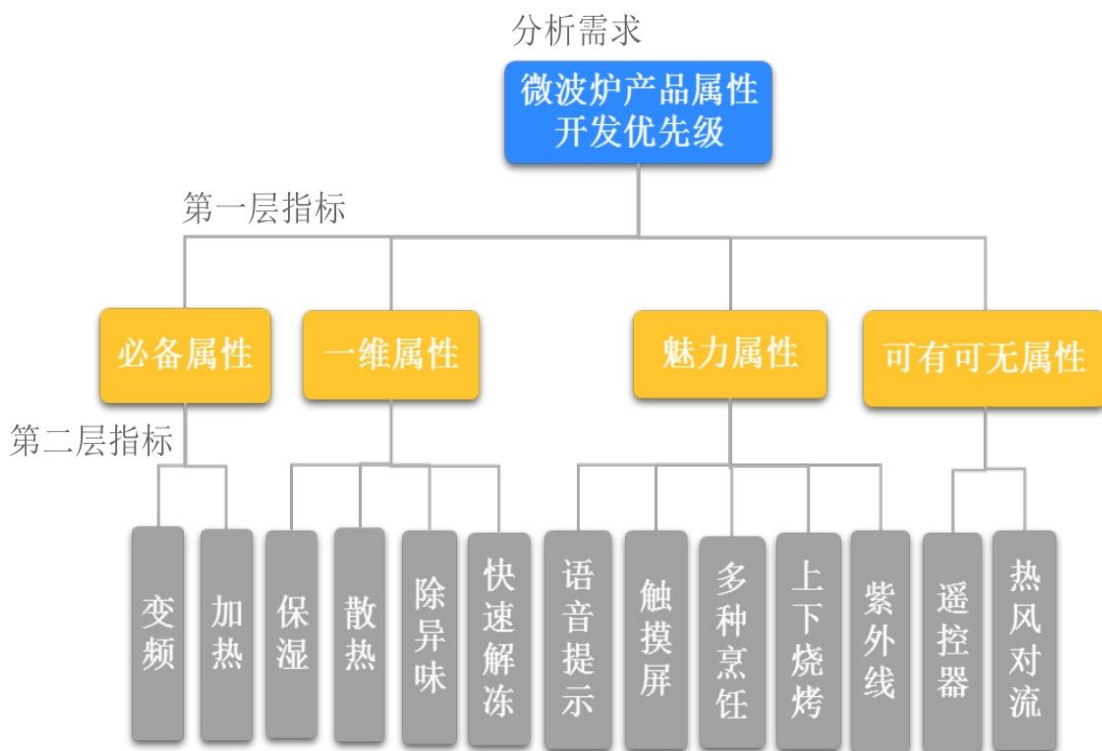 分析需求
微波炉产品属性
开发优先级
第一层指标
必备属性
一维属性
魅力属性
可有可无属性
第二层指标
变频
加热
保湿
散热
除异味
快速解冻
语音提示
触摸屏
多种烹饪
上下烧烤
紫外线
遥控器
热风对流